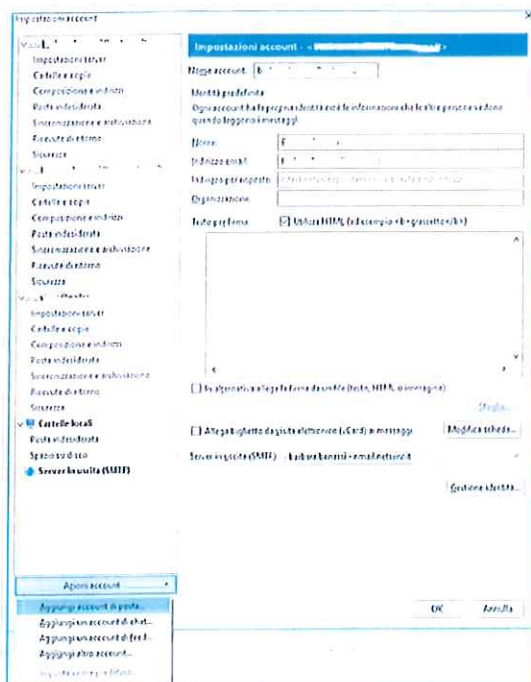 Impostazioni account
Impostazioni server
Cartelle e copie
Composizione e indirizzi
Posta indesiderata
Sincronizzazione e archiviazione
Ricevute di ritorno
Sicurezza
Impostazioni server
Cartelle e copie
Composizione e indirizzi
Posta indesiderata
Sincronizzazione e archiviazione
Ricevute di ritorno
Sicurezza
Impostazioni server
Cartelle e copie
Composizione e indirizzi
Posta indesiderata
Sincronizzazione e archiviazione
Ricevute di ritorno
Sicurezza
Cartelle locali
Posta indesiderata
Spazio su disco
Server in uscita (SMTP)
Azioni account
Aggiungi account di posta...
Aggiungi un account di chat...
Aggiungi un account di feed...
Aggiungi altro account...
Impostazioni account - <
Nome account:
Identità predefinita
Ogni account ha la propria identità cioè le informazioni che le altre persone vedono
quando leggono i messaggi
Nome:
Indirizzo email:
Indirizzo per risposte:
Organizzazione:
Testo per firma: Utilizza HTML (ad esempio <b>grassetto</b>)
In alternativa allega la firma da un file (testo, HTML o immagine)
Sfoglia...
Allega biglietto da visita elettronico (vCard) ai messaggi
Modifica scheda...
Server in uscita (SMTP):
Gestione identità...
OK Annulla